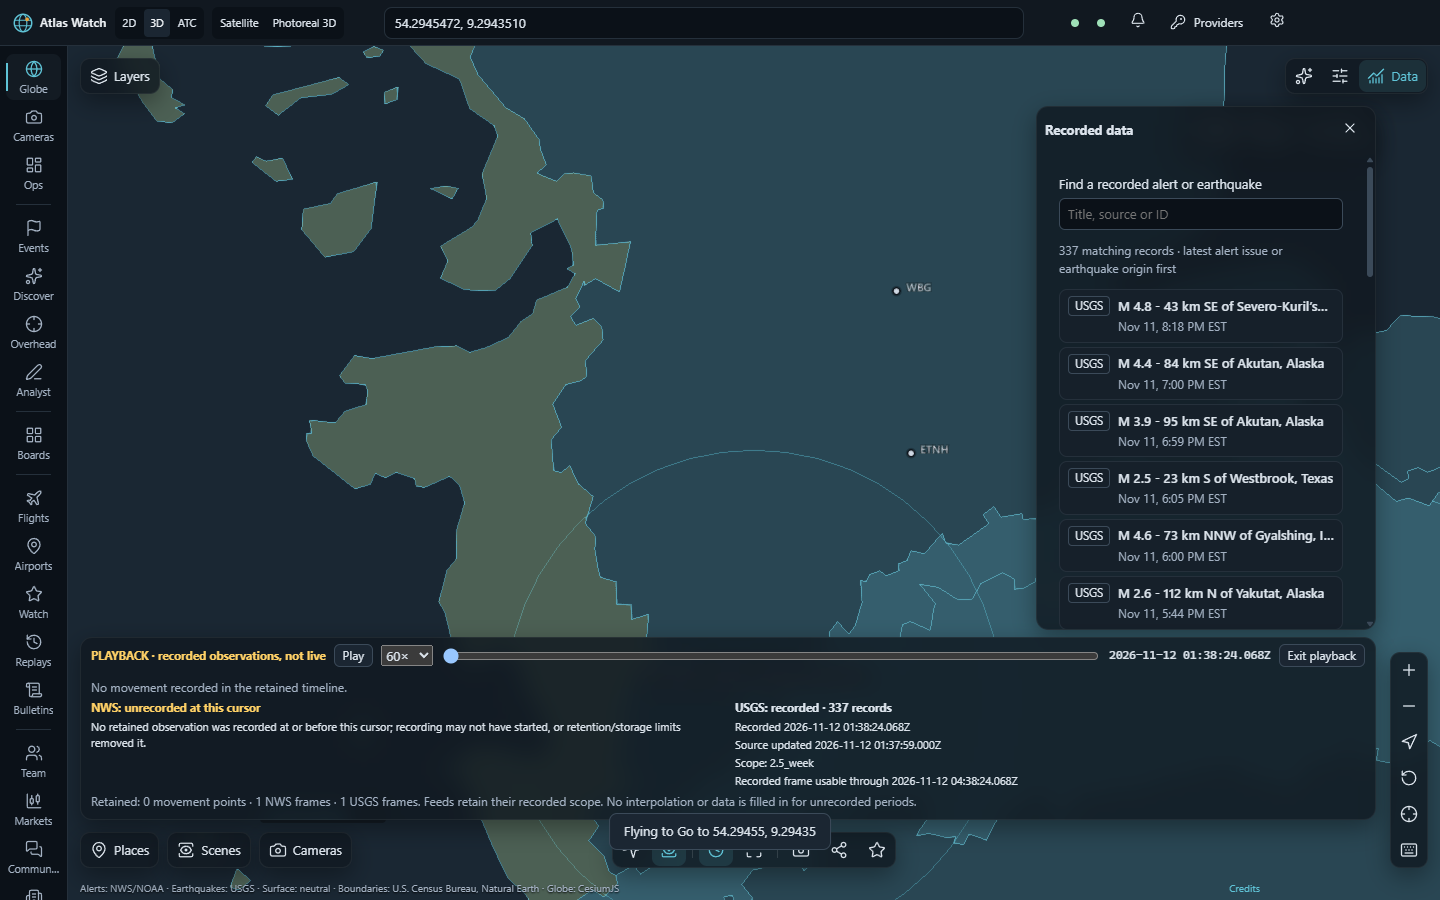 Atlas Watch
2D
3D
ATC
Satellite
Photoreal 3D
54.2945472, 9.2943510
Providers
Globe
Cameras
Ops
Events
Discover
Overhead
Analyst
Boards
Flights
Airports
Watch
Replays
Bulletins
Team
Markets
Commun...
Layers
Data
WBG
ETNH
Recorded data
Find a recorded alert or earthquake
Title, source or ID
337 matching records · latest alert issue or
earthquake origin first
USGS M 4.8 - 43 km SE of Severo-Kuril's...
Nov 11, 8:18 PM EST
USGS M 4.4 - 84 km SE of Akutan, Alaska
Nov 11, 7:00 PM EST
USGS M 3.9 - 95 km SE of Akutan, Alaska
Nov 11, 6:59 PM EST
USGS M 2.5 - 23 km S of Westbrook, Texas
Nov 11, 6:05 PM EST
USGS M 4.6 - 73 km NNW of Gyalshing, I...
Nov 11, 6:00 PM EST
USGS M 2.6 - 112 km N of Yakutat, Alaska
Nov 11, 5:44 PM EST
PLAYBACK · recorded observations, not live
Play
60×
2026-11-12 01:38:24.068Z
Exit playback
No movement recorded in the retained timeline.
NWS: unrecorded at this cursor
No retained observation was recorded at or before this cursor; recording may not have started, or retention/storage limits
removed it.
USGS: recorded · 337 records
Recorded 2026-11-12 01:38:24.068Z
Source updated 2026-11-12 01:37:59.000Z
Scope: 2.5_week
Recorded frame usable through 2026-11-12 04:38:24.068Z
Retained: 0 movement points · 1 NWS frames · 1 USGS frames. Feeds retain their recorded scope. No interpolation or data is filled in for unrecorded periods.
Flying to Go to 54.29455, 9.29435
Places
Scenes
Cameras
Alerts: NWS/NOAA · Earthquakes: USGS · Surface: neutral · Boundaries: U.S. Census Bureau, Natural Earth · Globe: CesiumJS
Credits